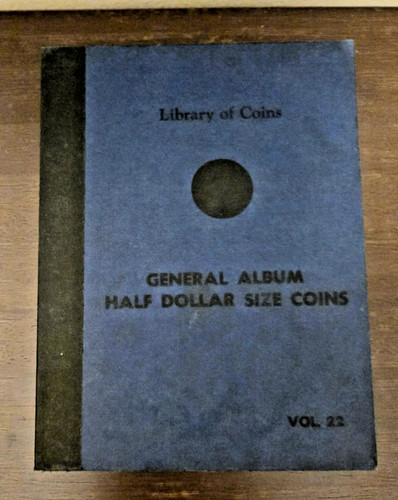 Library of Coins
GENERAL ALBUM
HALF DOLLAR SIZE COINS
VOL. 22